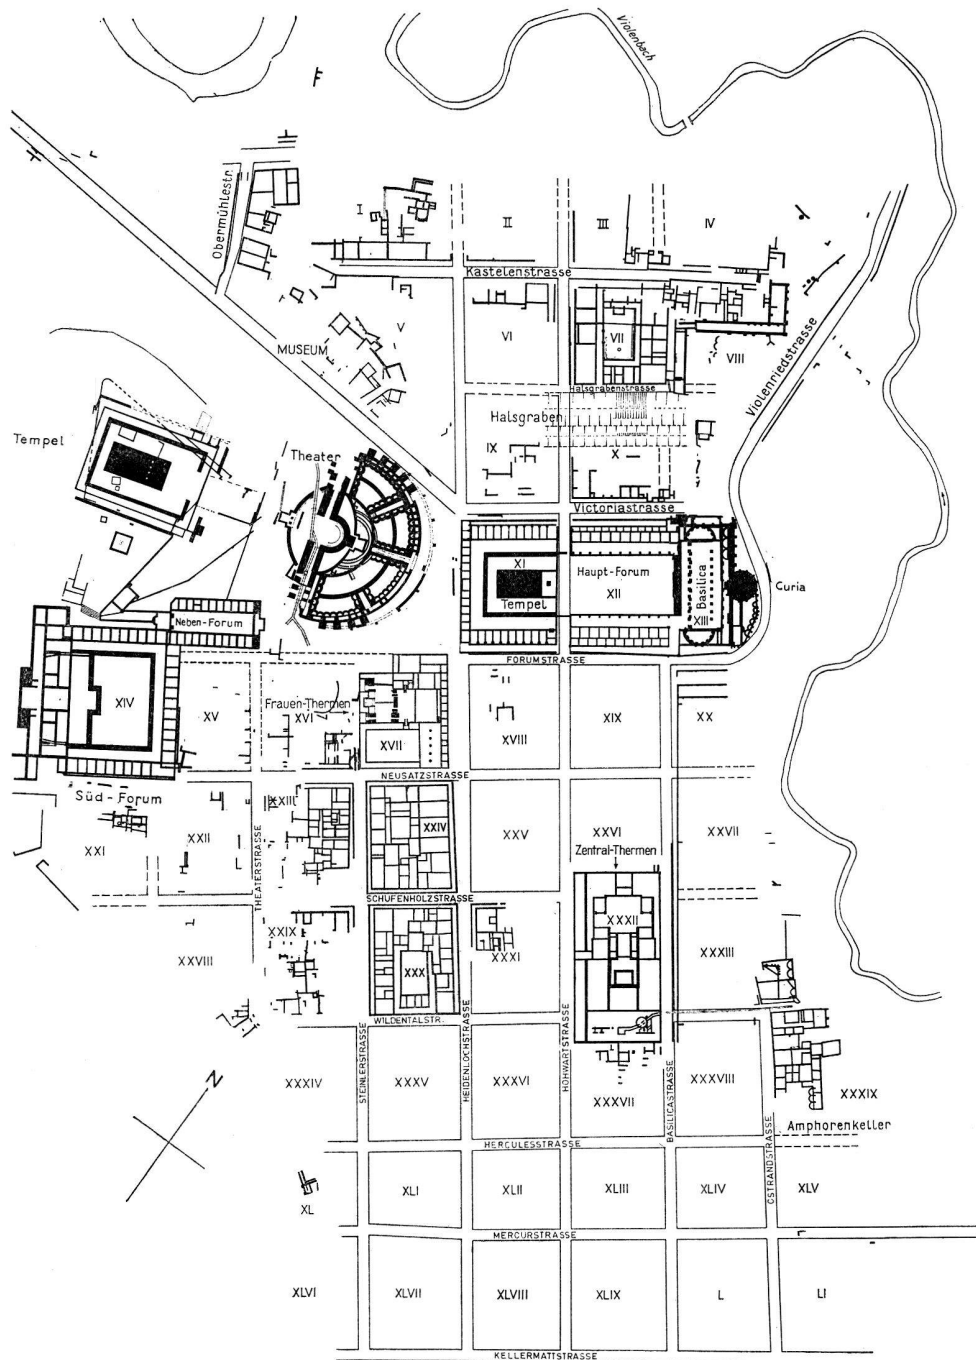 Violenbach
Obermühlestr.
I
II
III
IV
Kastelenstrasse
V
MUSEUM
VI
VII
VIII
Violenriedstrasse
Halsgrabenstrasse
Halsgraben
IX
X
Tempel
Theater
Victoriastrasse
XI
Tempel
Haupt-Forum
XII
Basilica
XIII
Curia
Neben-Forum
FORUMSTRASSE
XIV
XV
Frauen-Thermen
XVI
XVII
XVIII
XIX
XX
NEUSATZSTRASSE
Süd-Forum
XXI
XXII
THEATERSTRASSE
XXIII
XXIV
XXV
XXVI
XXVII
Zentral-Thermen
SCHUFENHOLZSTRASSE
XXVIII
XXIX
XXX
XXXI
XXXII
XXXIII
WILDENTALSTR.
N
STEINLERSTRASSE
HEIDENLOCHSTRASSE
HOHWARTSTRASSE
BASILICASTRASSE
XXXIV
XXXV
XXXVI
XXXVII
XXXVIII
XXXIX
Amphorenkeller
HERCULESSTRASSE
CSTRANDSTRASSE
XL
XLI
XLII
XLIII
XLIV
XLV
MERCURSTRASSE
XLVI
XLVII
XLVIII
XLIX
L
LI
KELLERMATTSTRASSE